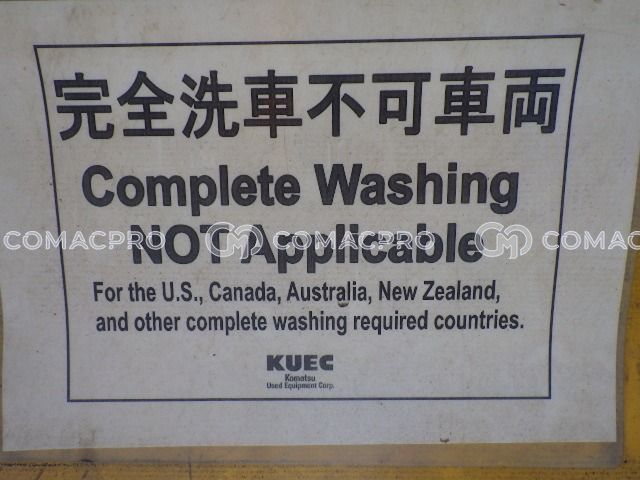 完全洗車不可車両
Complete Washing
NOT Applicable
COMACPRO COMACPRO COMACPRO
For the U.S., Canada, Australia, New Zealand,
and other complete washing required countries.
KUEC
Komatsu
Used Equipment Corp.